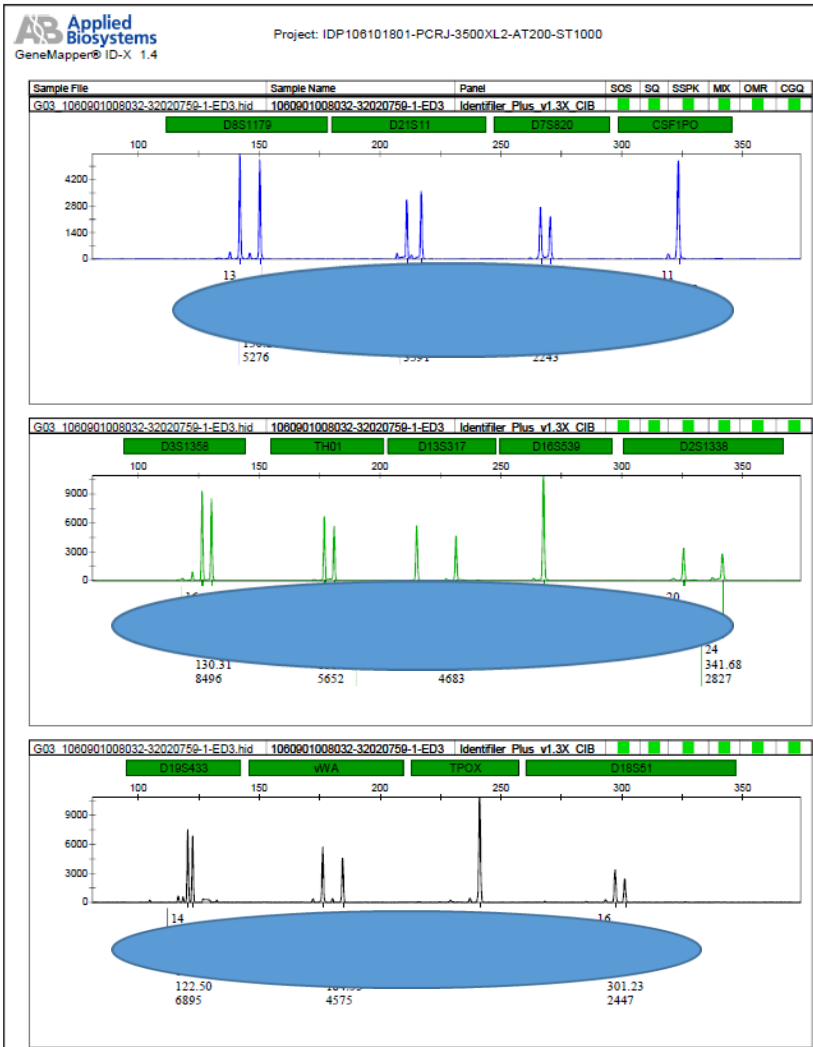 AB Applied
Biosystems
GeneMapper® ID-X 1.4
Project: IDP106101801-PCRJ-3500XL2-AT200-ST1000
Sample File Sample Name Panel SOS SQ SSPK MIX OMR CGQ
G03_1060901008032-32020759-1-ED3.hid 1060901008032-32020759-1-ED3 Identifiler_Plus_v1.3X_CIB
D8S1179 D21S11 D7S820 CSF1PO
100 150 200 250 300 350
4200
2800
1400
0
13 11
5276 3391 2243
G03_1060901008032-32020759-1-ED3.hid 1060901008032-32020759-1-ED3 Identifiler_Plus_v1.3X_CIB
D3S1358 TH01 D13S317 D16S539 D2S1338
100 150 200 250 300 350
9000
6000
3000
0
16 20
24
130.31 341.68
8496 5652 4683 2827
G03_1060901008032-32020759-1-ED3.hid 1060901008032-32020759-1-ED3 Identifiler_Plus_v1.3X_CIB
D19S433 vWA TPOX D18S51
100 150 200 250 300 350
9000
6000
3000
0
14 16
122.50 301.23
6895 4575 2447